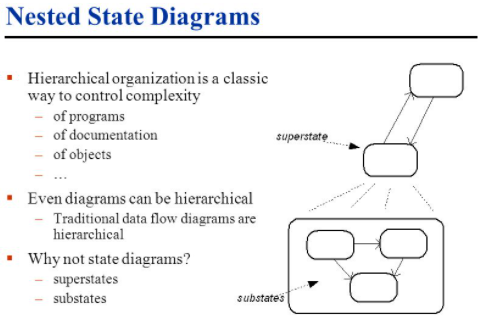 Nested State Diagrams
Hierarchical organization is a classic
way to control complexity
– of programs
– of documentation
– of objects
– …
Even diagrams can be hierarchical
– Traditional data flow diagrams are
hierarchical
Why not state diagrams?
– superstates
– substates
superstate
substates